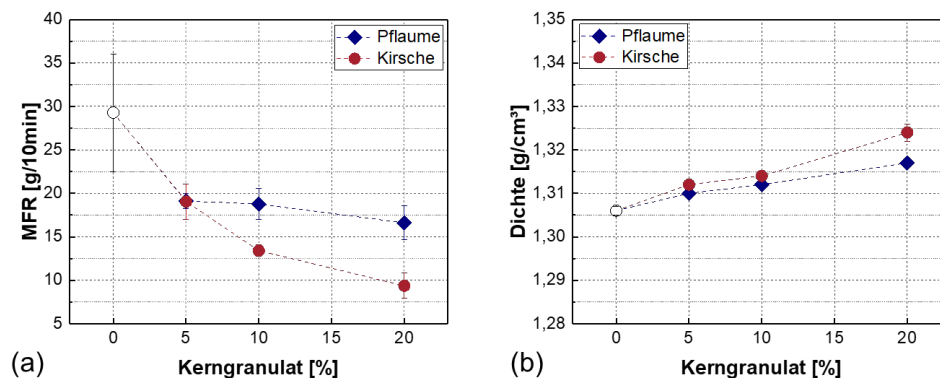 40
35
30
25
20
15
10
5
MFR [g/10min]
Pflaume
Kirsche
0
5
10
15
20
Kerngranulat [%]
(a)
1,35
1,34
1,33
1,32
1,31
1,30
1,29
1,28
Dichte [g/cm³]
Pflaume
Kirsche
0
5
10
15
20
Kerngranulat [%]
(b)